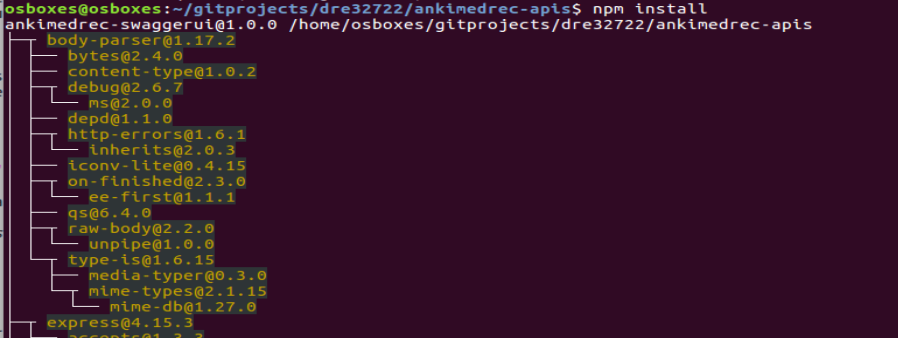 osboxes@osboxes:~/gitprojects/dre32722/ankimedrec-apis$ npm install
ankimedrec-swaggerui@1.0.0 /home/osboxes/gitprojects/dre32722/ankimedrec-apis
body-parser@1.17.2
bytes@2.4.0
content-type@1.0.2
debug@2.6.7
ms@2.0.0
depd@1.1.0
http-errors@1.6.1
inherits@2.0.3
iconv-lite@0.4.15
on-finished@2.3.0
ee-first@1.1.1
qs@6.4.0
raw-body@2.2.0
unpipe@1.0.0
type-is@1.6.15
media-typer@0.3.0
mime-types@2.1.15
mime-db@1.27.0
express@4.15.3
accepts@1.3.3